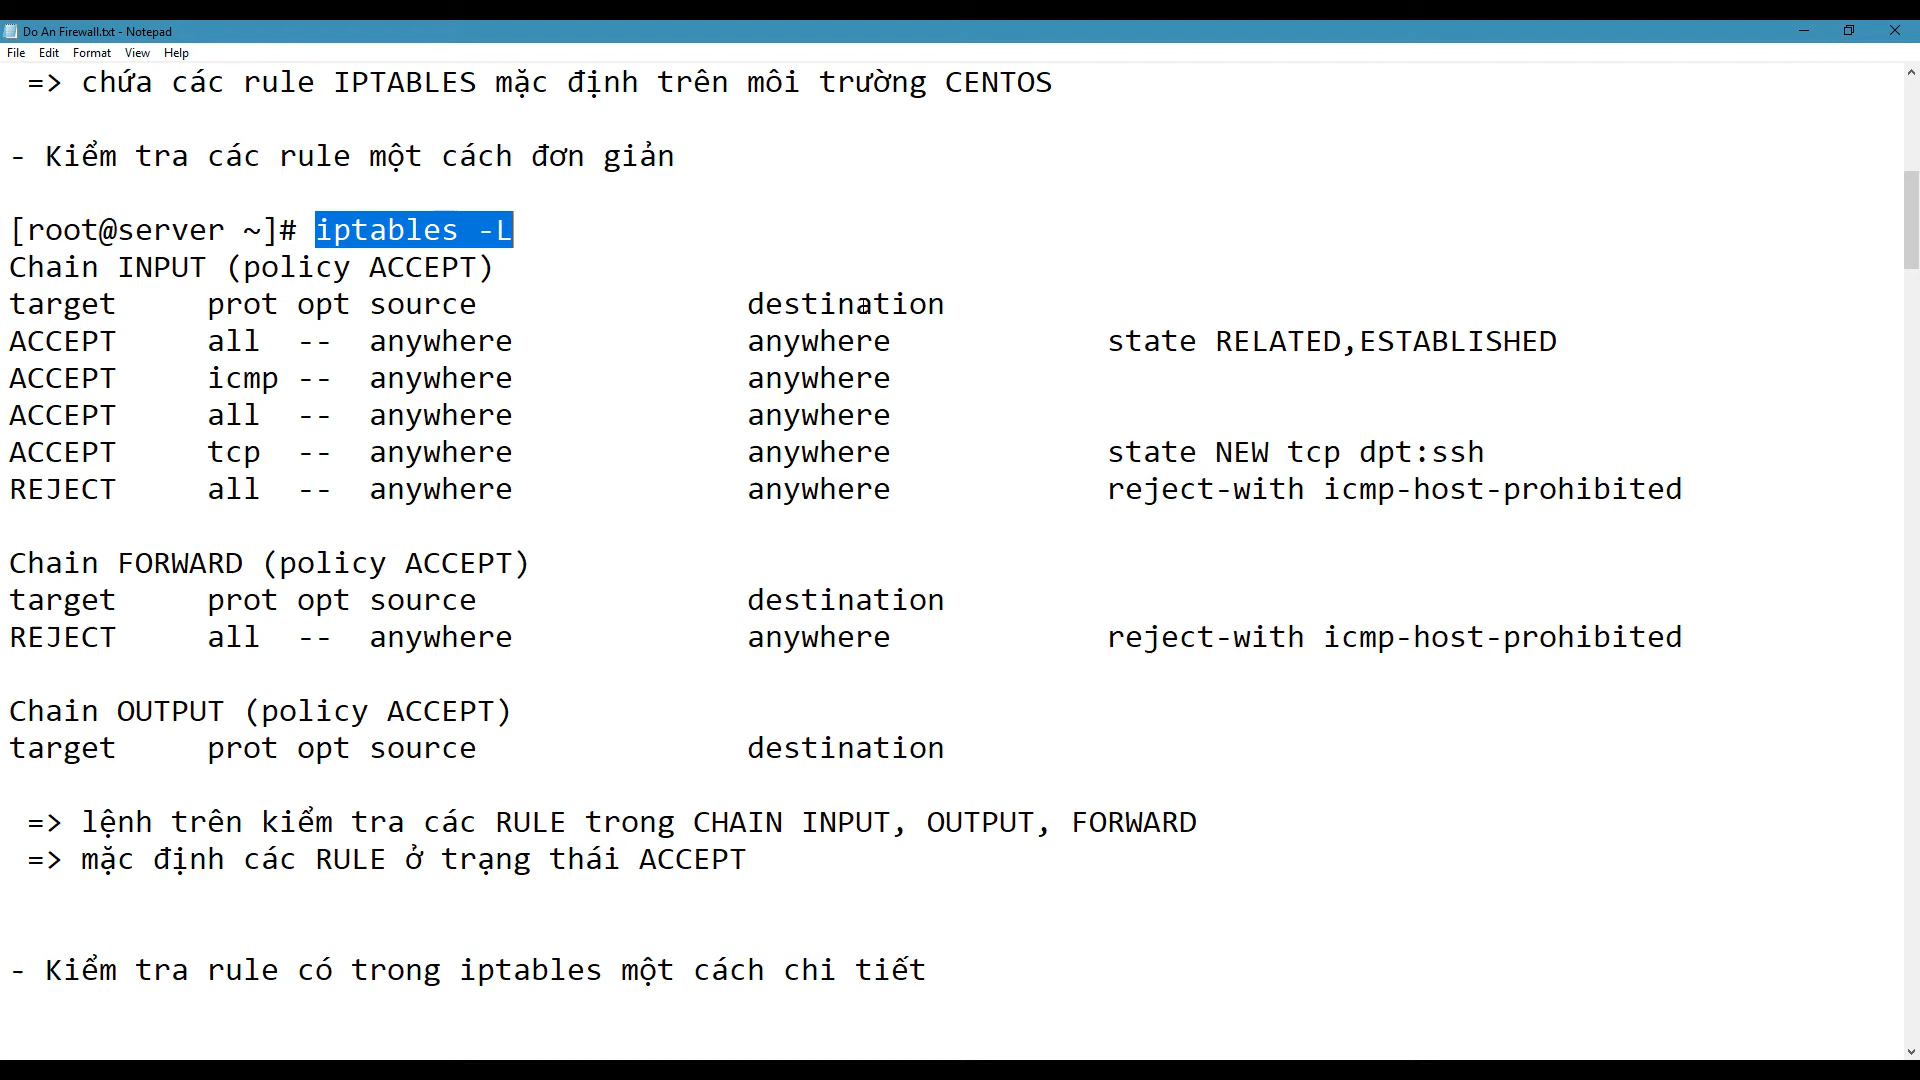 Do An Firewall.txt - Notepad
File Edit Format View Help
=> chứa các rule IPTABLES mặc định trên môi trường CENTOS
- Kiểm tra các rule một cách đơn giản
[root@server ~]# iptables -L
Chain INPUT (policy ACCEPT)
target     prot opt source               destination
ACCEPT     all  --  anywhere             anywhere            state RELATED,ESTABLISHED
ACCEPT     icmp --  anywhere             anywhere
ACCEPT     all  --  anywhere             anywhere
ACCEPT     tcp  --  anywhere             anywhere            state NEW tcp dpt:ssh
REJECT     all  --  anywhere             anywhere            reject-with icmp-host-prohibited
Chain FORWARD (policy ACCEPT)
target     prot opt source               destination
REJECT     all  --  anywhere             anywhere            reject-with icmp-host-prohibited
Chain OUTPUT (policy ACCEPT)
target     prot opt source               destination
=> lệnh trên kiểm tra các RULE trong CHAIN INPUT, OUTPUT, FORWARD
=> mặc định các RULE ở trạng thái ACCEPT
- Kiểm tra rule có trong iptables một cách chi tiết